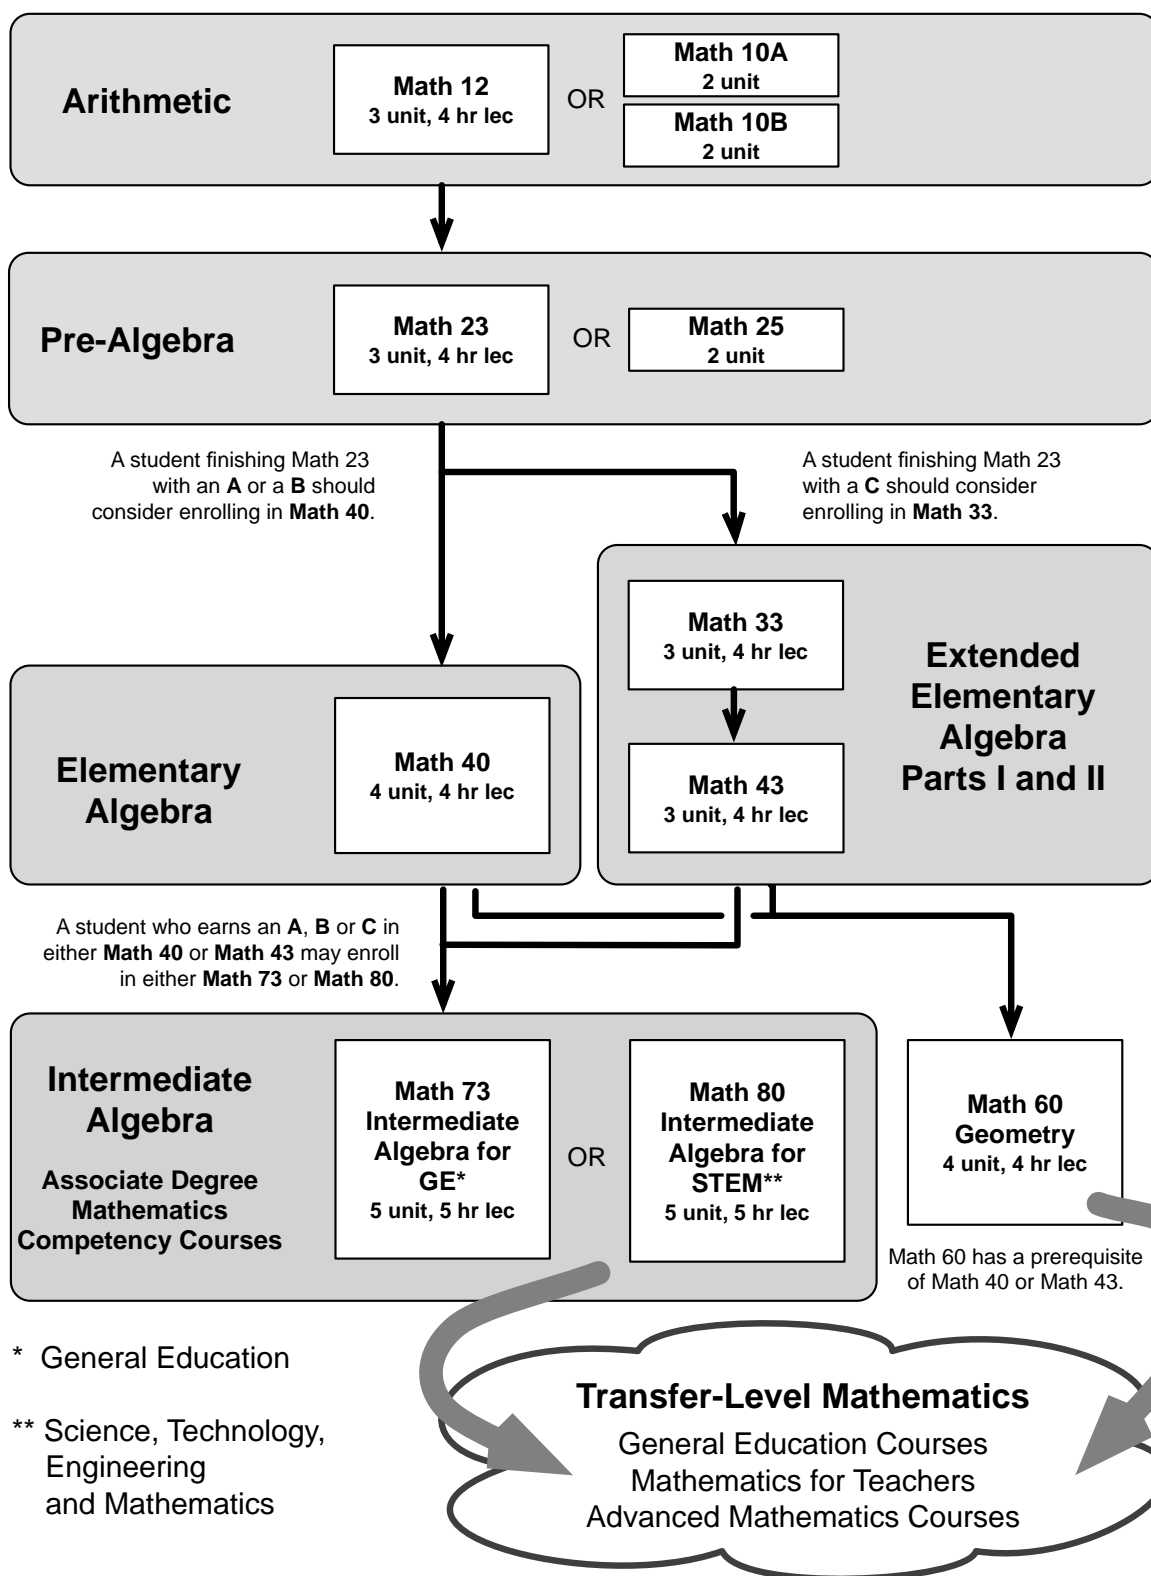 Arithmetic
Math 12
3 unit, 4 hr lec
OR
Math 10A
2 unit
Math 10B
2 unit
Pre-Algebra
Math 23
3 unit, 4 hr lec
OR
Math 25
2 unit
A student finishing Math 23
with an A or a B should
consider enrolling in Math 40.
A student finishing Math 23
with a C should consider
enrolling in Math 33.
Math 33
3 unit, 4 hr lec
Math 43
3 unit, 4 hr lec
Extended
Elementary
Algebra
Parts I and II
Elementary
Algebra
Math 40
4 unit, 4 hr lec
A student who earns an A, B or C in
either Math 40 or Math 43 may enroll
in either Math 73 or Math 80.
Intermediate
Algebra
Associate Degree
Mathematics
Competency Courses
Math 73
Intermediate
Algebra for
GE*
5 unit, 5 hr lec
OR
Math 80
Intermediate
Algebra for
STEM**
5 unit, 5 hr lec
Math 60
Geometry
4 unit, 4 hr lec
Math 60 has a prerequisite
of Math 40 or Math 43.
* General Education
** Science, Technology,
Engineering
and Mathematics
Transfer-Level Mathematics
General Education Courses
Mathematics for Teachers
Advanced Mathematics Courses